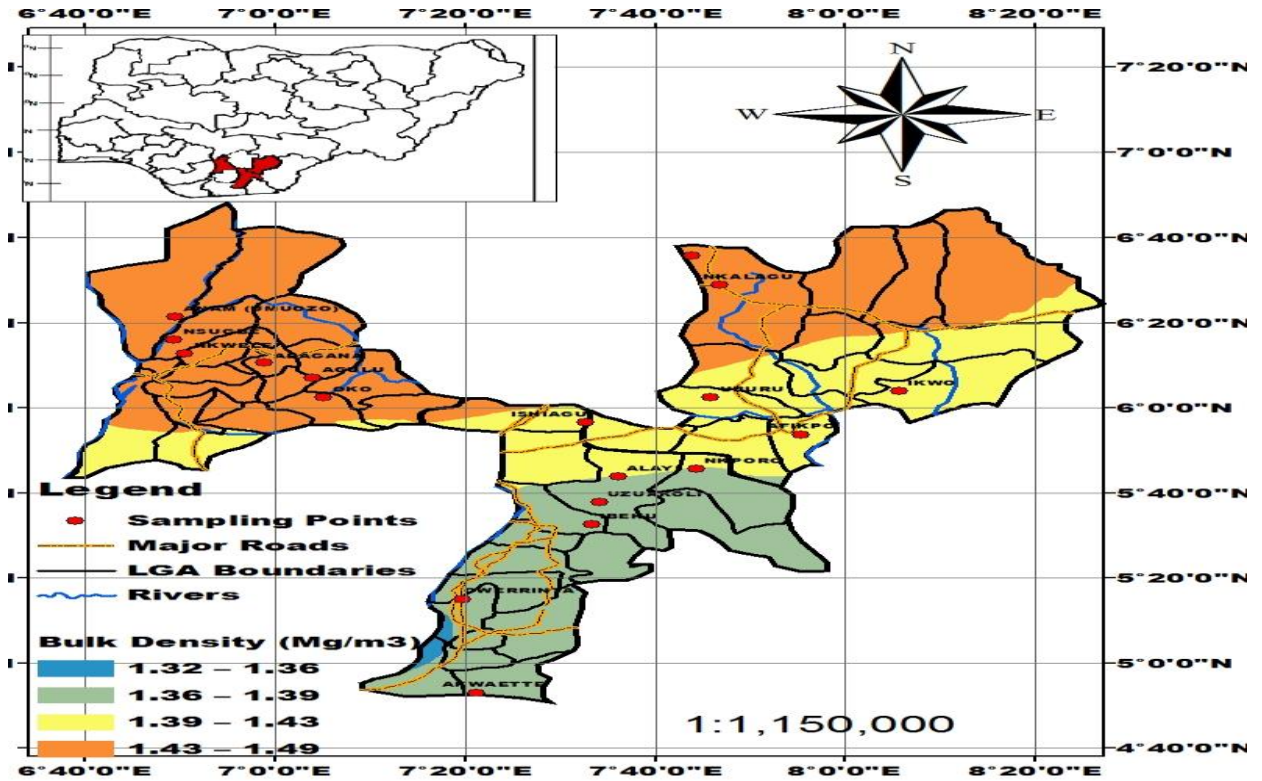 6°40'0"E 7°0'0"E 7°20'0"E 7°40'0"E 8°0'0"E 8°20'0"E
N
W E
S
7°20'0"N
7°0'0"N
6°40'0"N
6°20'0"N
6°0'0"N
5°40'0"N
5°20'0"N
5°0'0"N
4°40'0"N
NKALAGU
NSUGBE
NKWELE
ADAGANA
AGULU
OKO
UBURU
IKWO
ISHIAGU
AFIKPO
ALAYI
NKPORO
UZUAKOLI
IBEKU
OWERRINTA
AKWAETTE
Legend
Sampling Points
Major Roads
LGA Boundaries
Rivers
Bulk Density (Mg/m3)
1.32 – 1.36
1.36 – 1.39
1.39 – 1.43
1.43 – 1.49
1:1,150,000
6°40'0"E 7°0'0"E 7°20'0"E 7°40'0"E 8°0'0"E 8°20'0"E